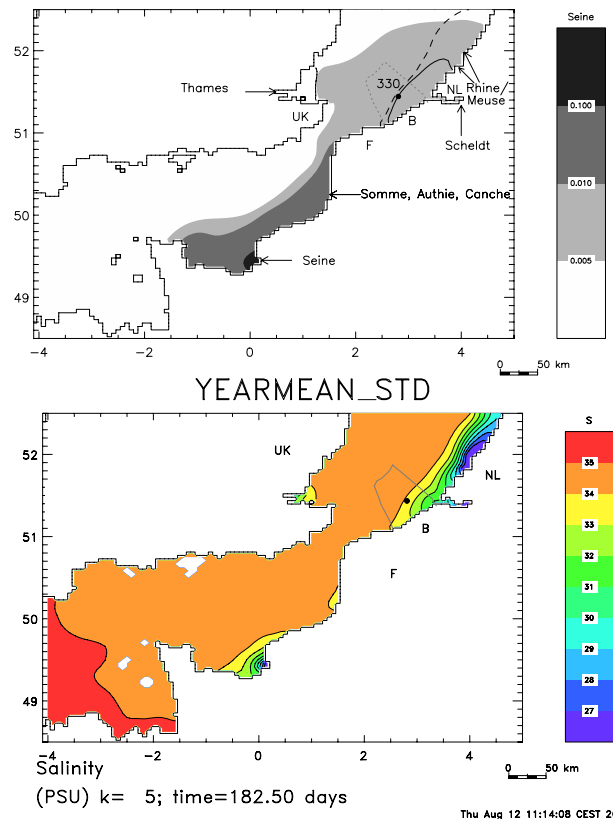 Seine
52
51
50
49
-4
-2
0
2
4
Thames
UK
330
NL
Rhine/
Meuse
B
F
Scheldt
Somme, Authie, Canche
Seine
0.100
0.010
0.005
0 50 km
YEARMEAN_STD
S
52
51
50
49
-4
-2
0
2
4
UK
NL
B
F
35
34
33
32
31
30
29
28
27
0 50 km
Salinity
(PSU) k= 5; time=182.50 days
Thu Aug 12 11:14:08 CEST